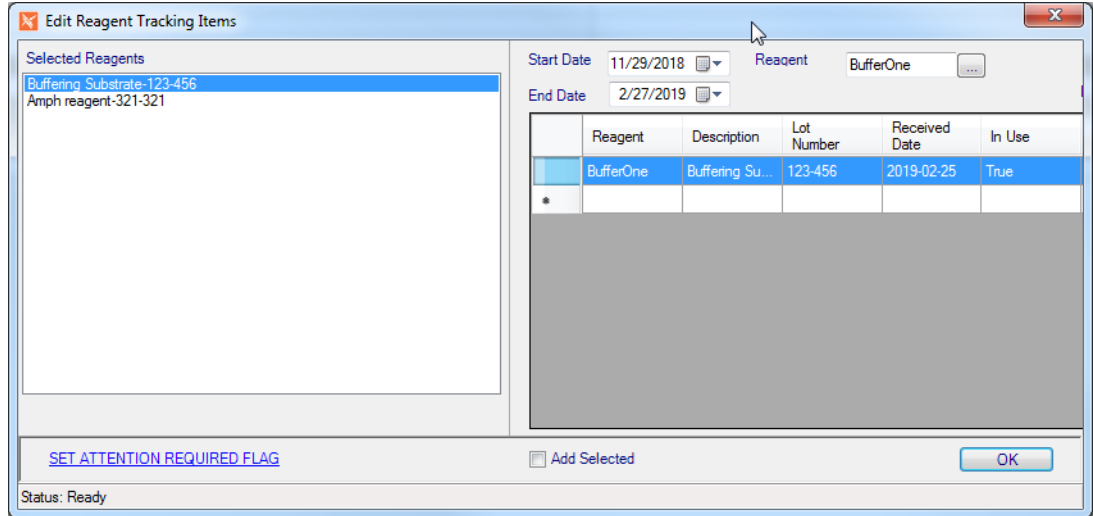 Edit Reagent Tracking Items
x
Selected Reagents
Buffering Substrate-123-456
Amph reagent-321-321
Start Date 11/29/2018 Reagent BufferOne ...
End Date 2/27/2019
Reagent Description Lot Number Received Date In Use
BufferOne Buffering Su... 123-456 2019-02-25 True
*
SET ATTENTION REQUIRED FLAG
Add Selected
OK
Status: Ready